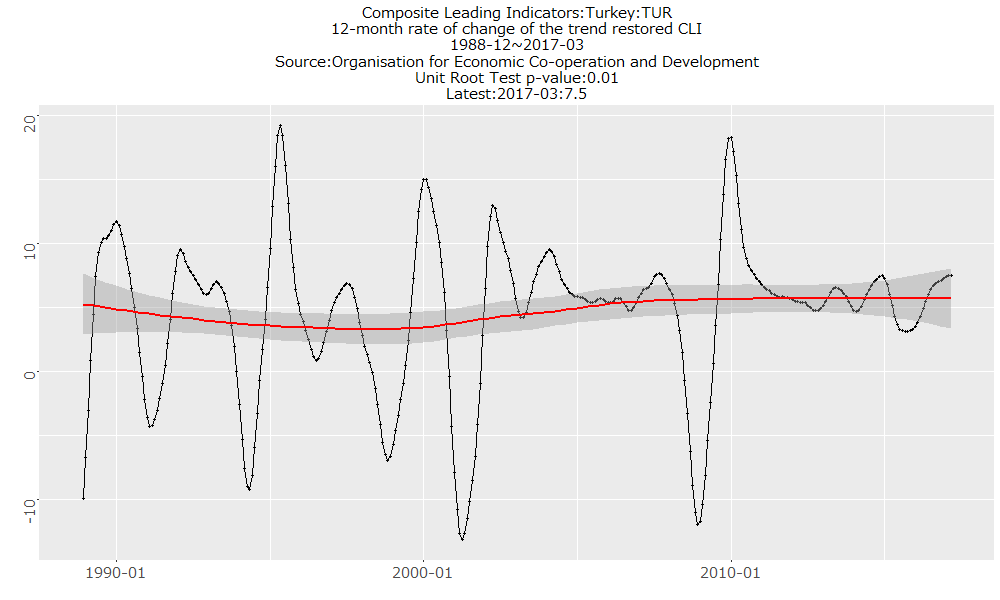 Composite Leading Indicators:Turkey:TUR
12-month rate of change of the trend restored CLI
1988-12~2017-03
Source:Organisation for Economic Co-operation and Development
Unit Root Test p-value:0.01
Latest:2017-03:7.5
20
10
0
-10
1990-01
2000-01
2010-01